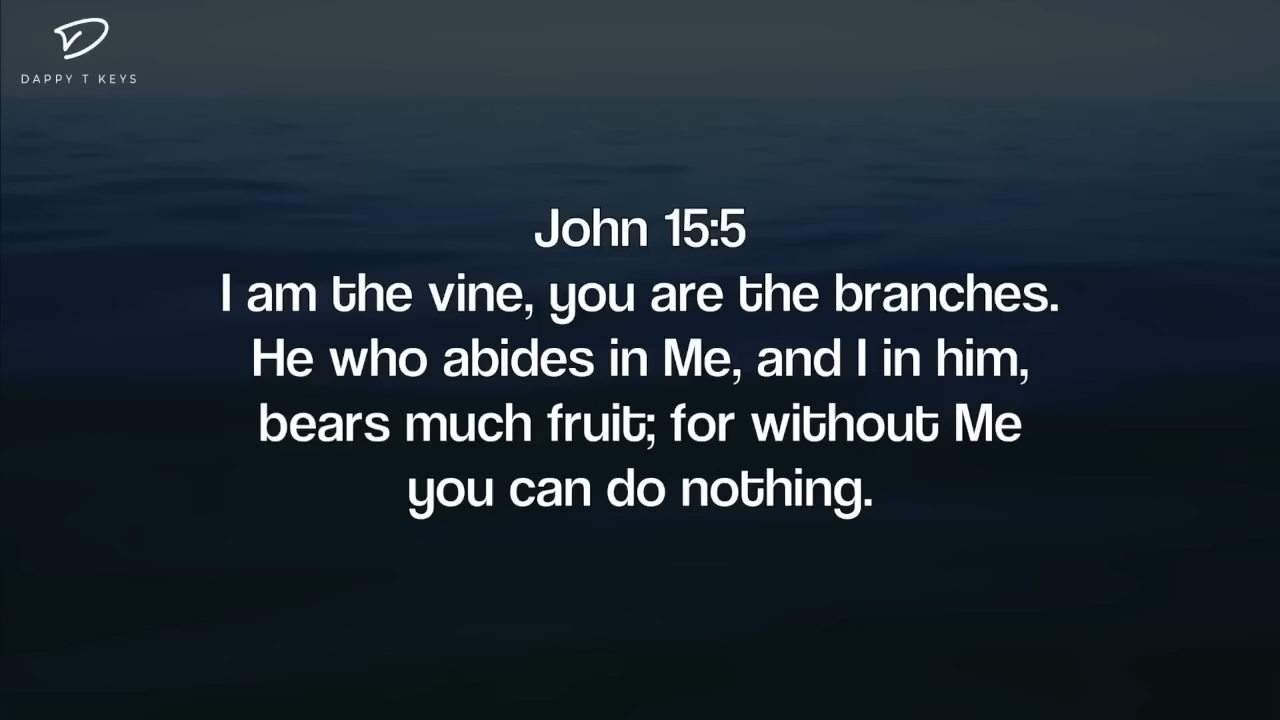 DAPPY T KEYS
John 15:5
I am the vine, you are the branches.
He who abides in Me, and I in him,
bears much fruit; for without Me
you can do nothing.